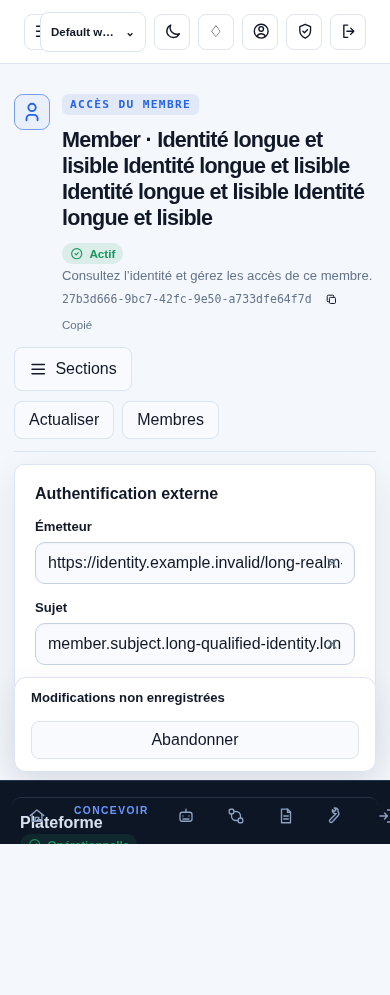 Default w...
ACCÈS DU MEMBRE
Member · Identité longue et
lisible Identité longue et lisible
Identité longue et lisible Identité
longue et lisible
Actif
Consultez l’identité et gérez les accès de ce membre.
27b3d666-9bc7-42fc-9e50-a733dfe64f7d
Copié
Sections
Actualiser
Membres
Authentification externe
Émetteur
https://identity.example.invalid/long-realm-
Sujet
member.subject.long-qualified-identity.lon
Modifications non enregistrées
Abandonner
CONCEVOIR
Plateforme
Opérationnelle